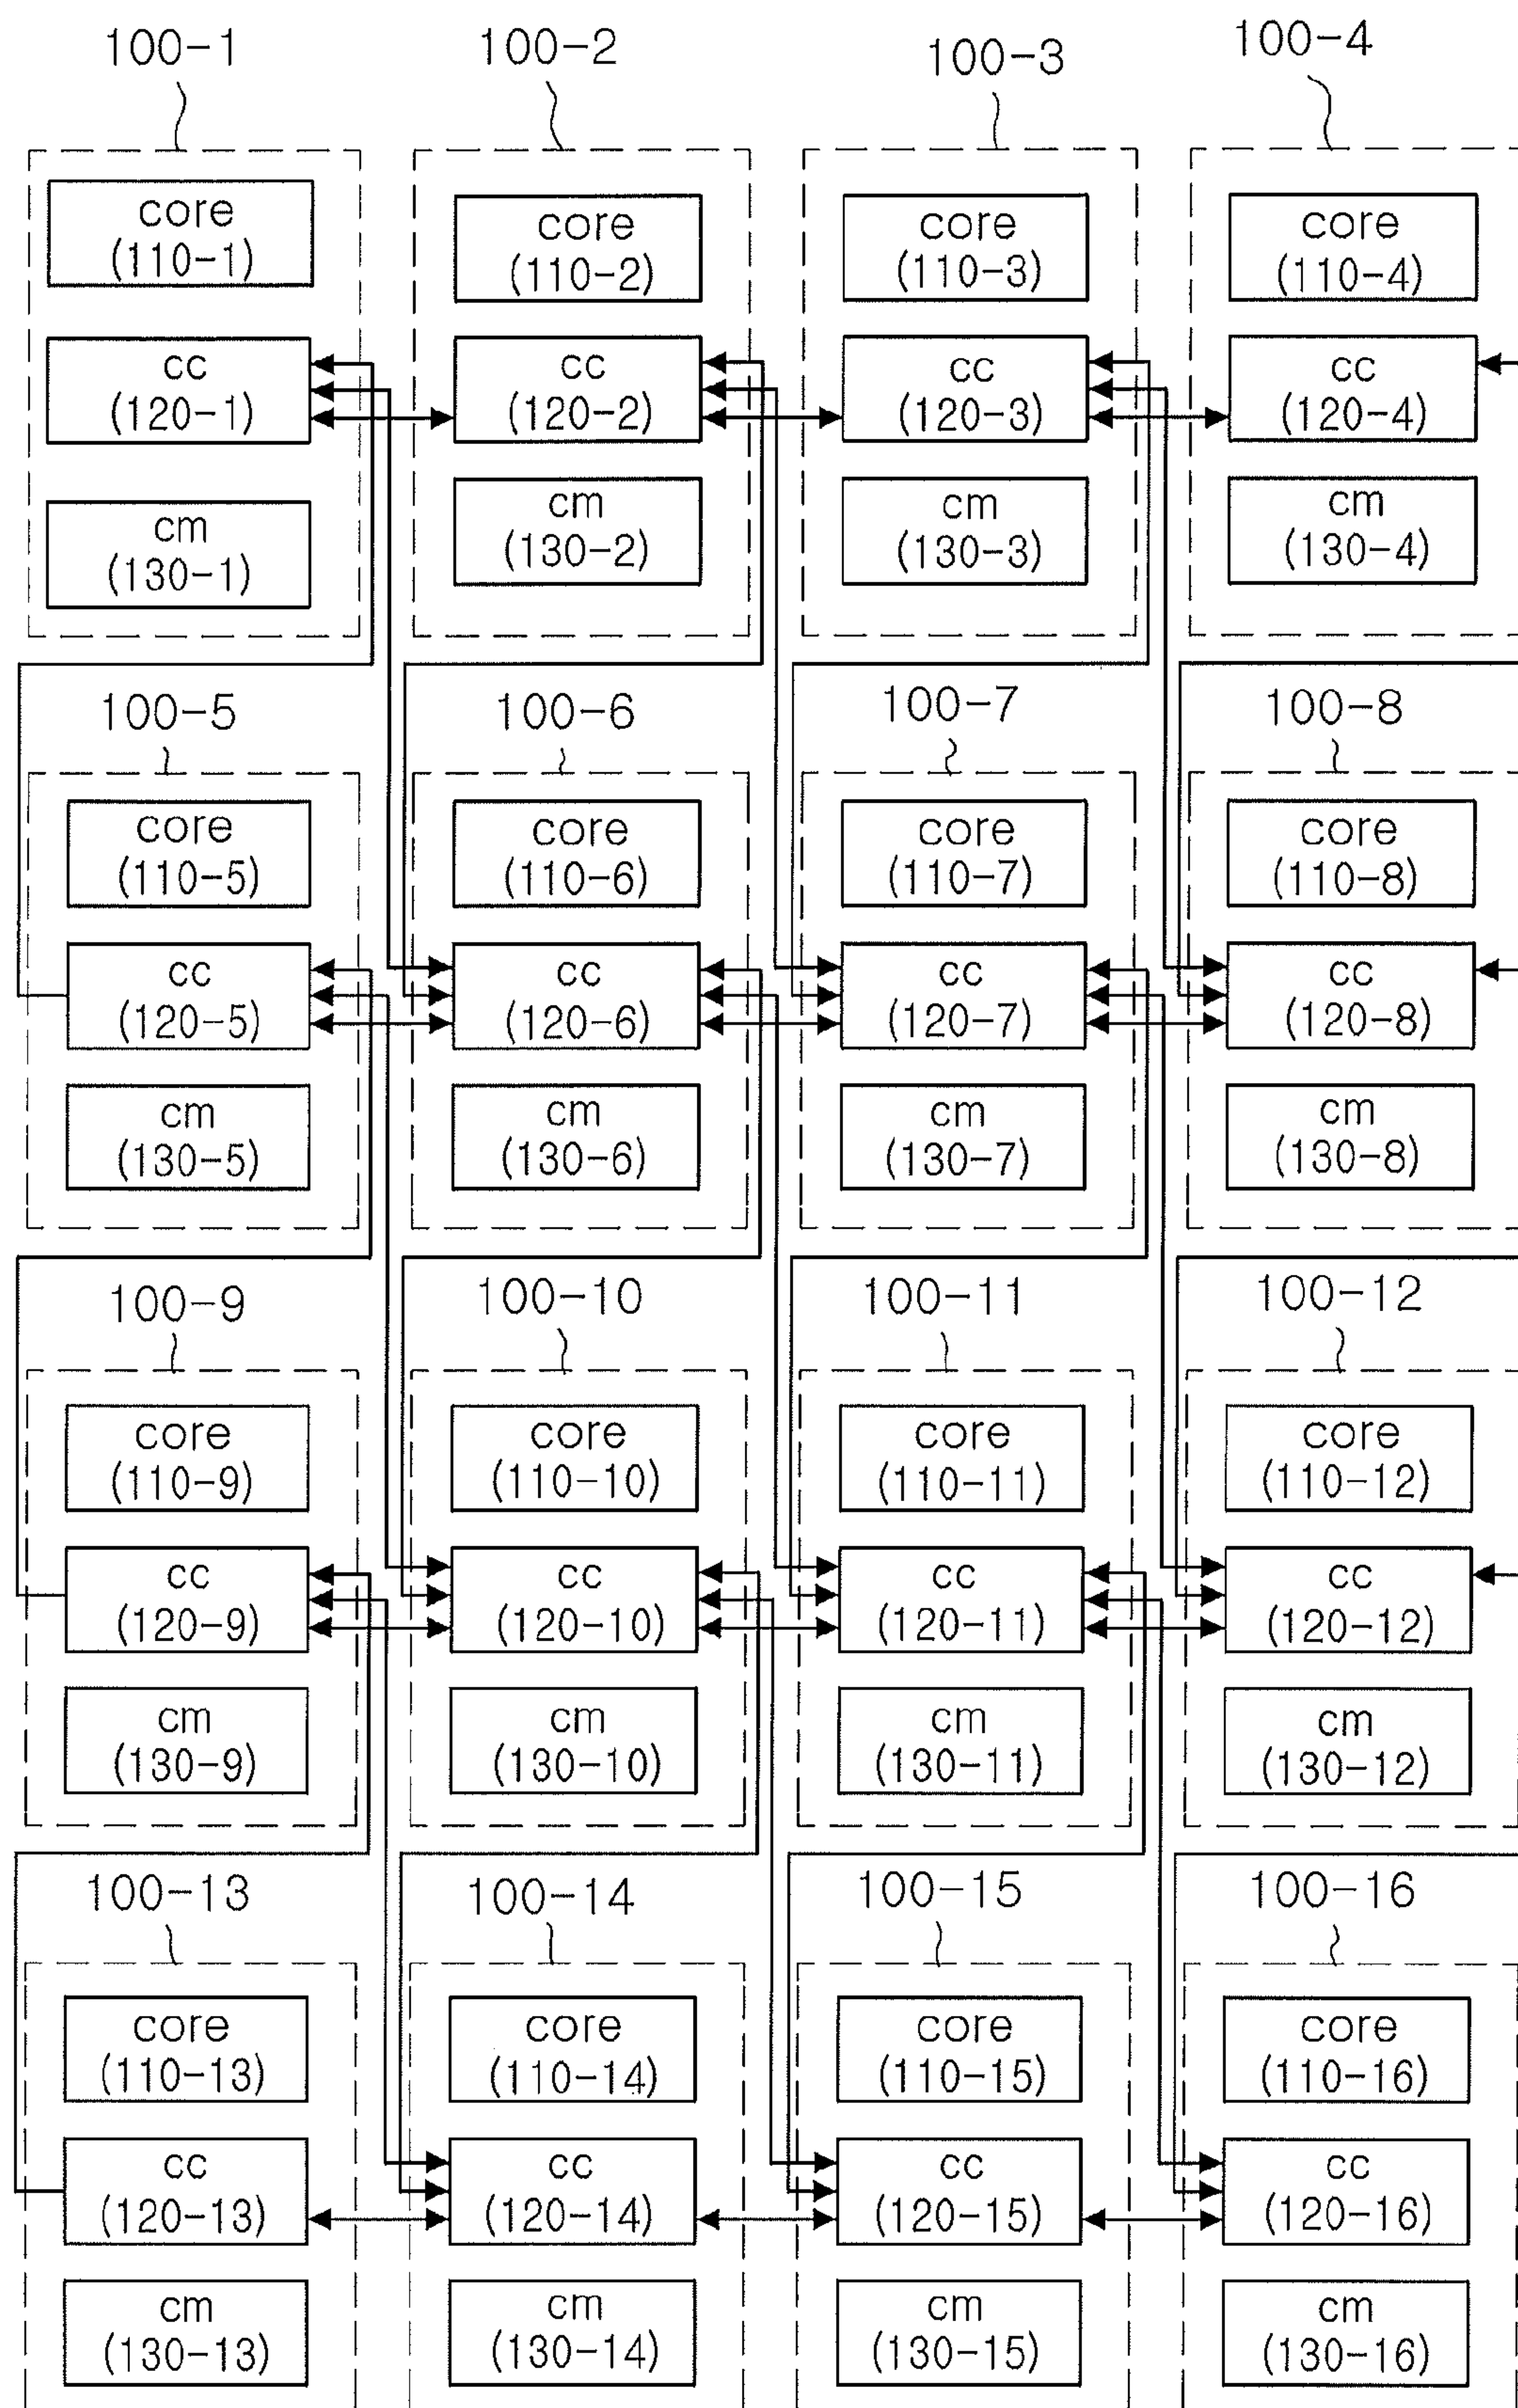 100-1
100-2
100-3
100-4
core
(110-1)
core
(110-2)
core
(110-3)
core
(110-4)
cc
(120-1)
cc
(120-2)
cc
(120-3)
cc
(120-4)
cm
(130-1)
cm
(130-2)
cm
(130-3)
cm
(130-4)
100-5
100-6
100-7
100-8
core
(110-5)
core
(110-6)
core
(110-7)
core
(110-8)
cc
(120-5)
cc
(120-6)
cc
(120-7)
cc
(120-8)
cm
(130-5)
cm
(130-6)
cm
(130-7)
cm
(130-8)
100-9
100-10
100-11
100-12
core
(110-9)
core
(110-10)
core
(110-11)
core
(110-12)
cc
(120-9)
cc
(120-10)
cc
(120-11)
cc
(120-12)
cm
(130-9)
cm
(130-10)
cm
(130-11)
cm
(130-12)
100-13
100-14
100-15
100-16
core
(110-13)
core
(110-14)
core
(110-15)
core
(110-16)
cc
(120-13)
cc
(120-14)
cc
(120-15)
cc
(120-16)
cm
(130-13)
cm
(130-14)
cm
(130-15)
cm
(130-16)